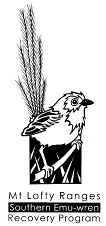 Mt Lofty Ranges
Southern Emu-wren
Recovery Program